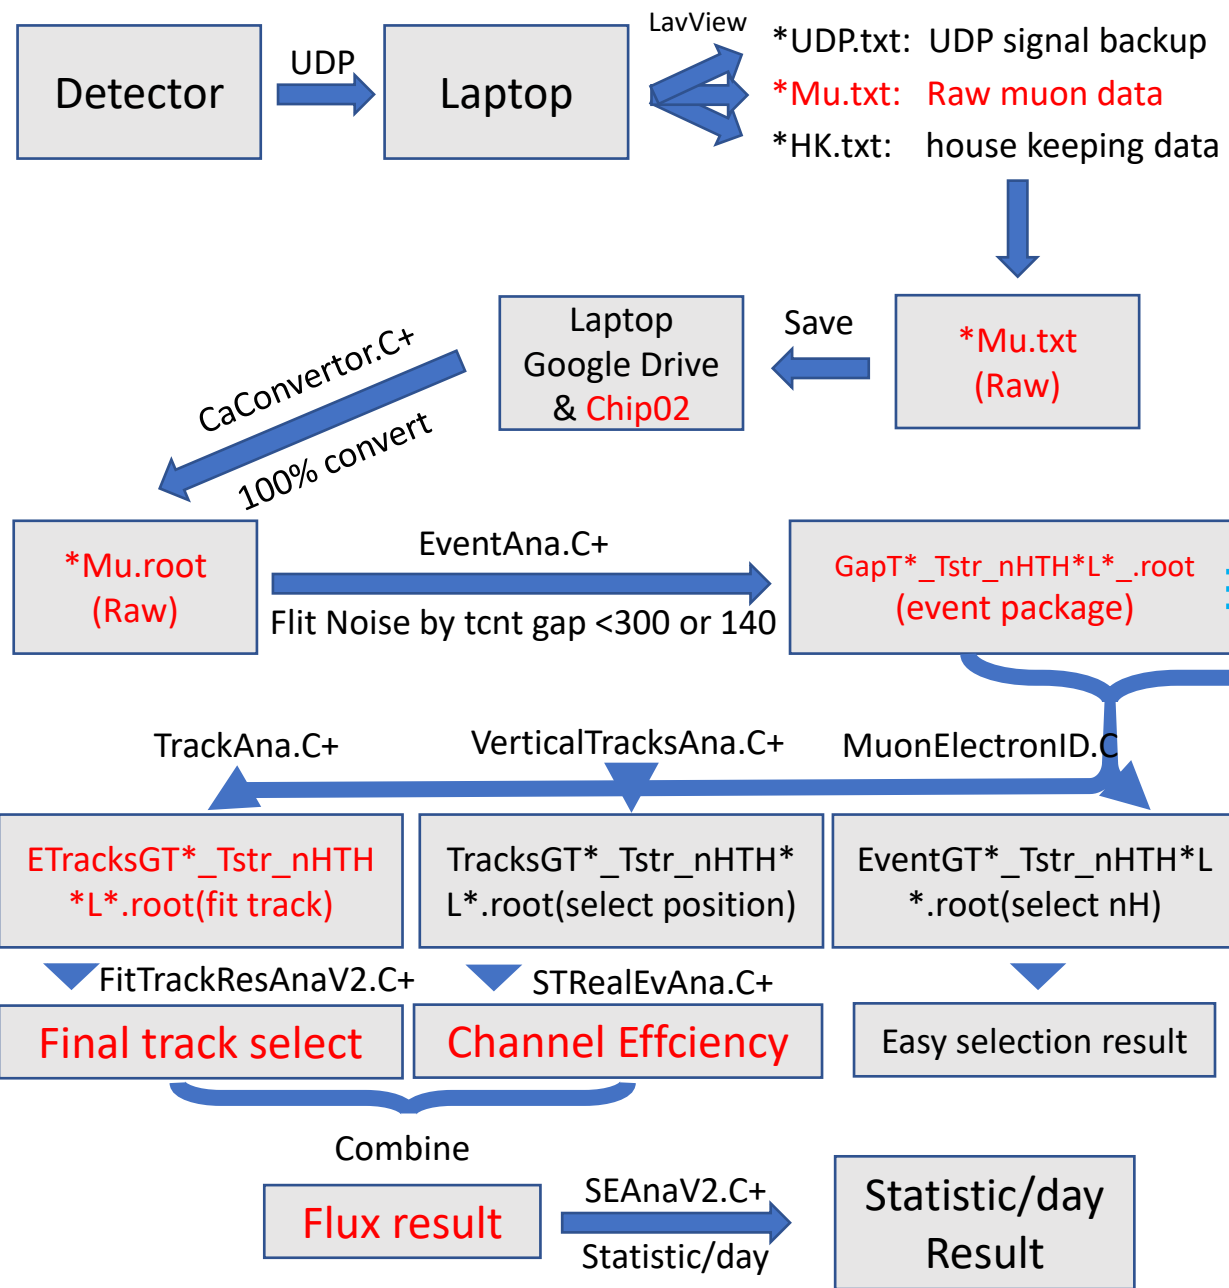 Detector
UDP
Laptop
LavView
*UDP.txt: UDP signal backup
*Mu.txt: Raw muon data
*HK.txt: house keeping data
*Mu.txt
(Raw)
Save
Laptop
Google Drive
& Chip02
CaConvertor.C+
100% convert
*Mu.root
(Raw)
EventAna.C+
Flit Noise by tcnt gap <300 or 140
GapT*_Tstr_nHTH*L*_.root
(event package)
TrackAna.C+
VerticalTracksAna.C+
MuonElectronID.C
ETracksGT*_Tstr_nHTH
*L*.root(fit track)
TracksGT*_Tstr_nHTH*
L*.root(select position)
EventGT*_Tstr_nHTH*L
*.root(select nH)
FitTrackResAnaV2.C+
STRealEvAna.C+
Final track select
Channel Effciency
Easy selection result
Combine
Flux result
SEAnaV2.C+
Statistic/day
Statistic/day
Result